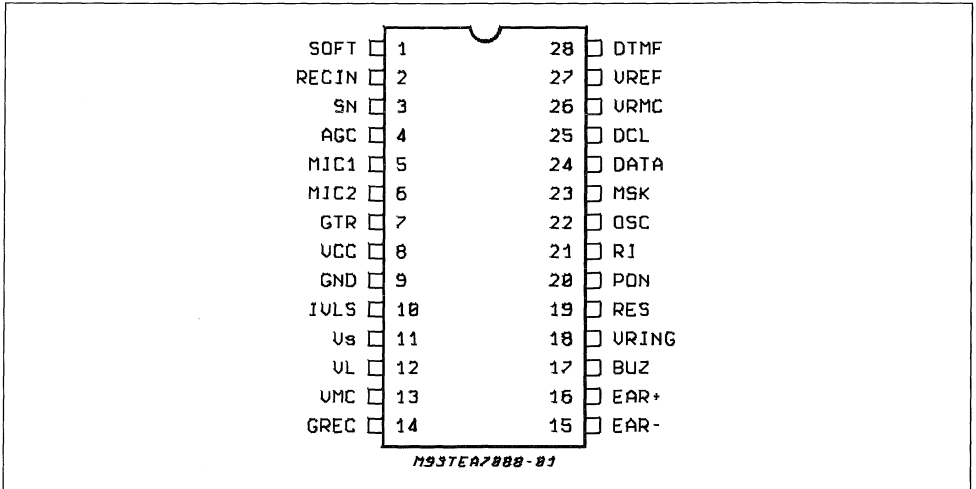 SOFT 1 28 DTMF
RECIN 2 27 VREF
SN 3 26 VRMC
AGC 4 25 DCL
MIC1 5 24 DATA
MIC2 6 23 MSK
GTR 7 22 OSC
VCC 8 21 RI
GND 9 20 PON
IVLS 10 19 RES
Vs 11 18 VRING
VL 12 17 BUZ
VMC 13 16 EAR+
GREC 14 15 EAR-
M93TEA7088-01